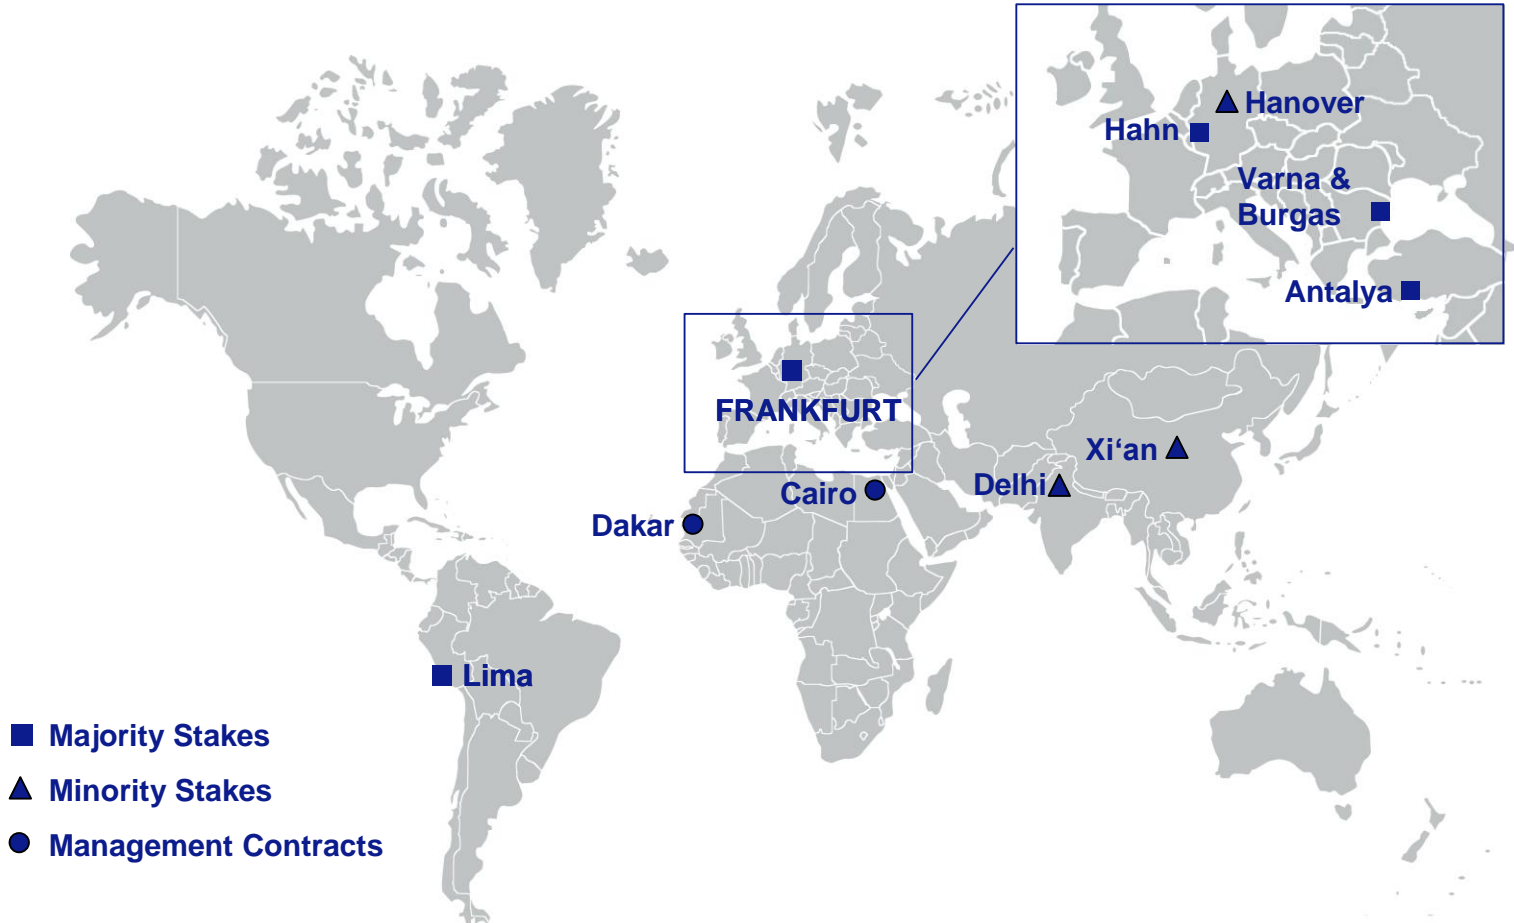 Hanover
Hahn
Varna &
Burgas
Antalya
FRANKFURT
Xi‘an
Delhi
Cairo
Dakar
Lima
Majority Stakes
Minority Stakes
Management Contracts